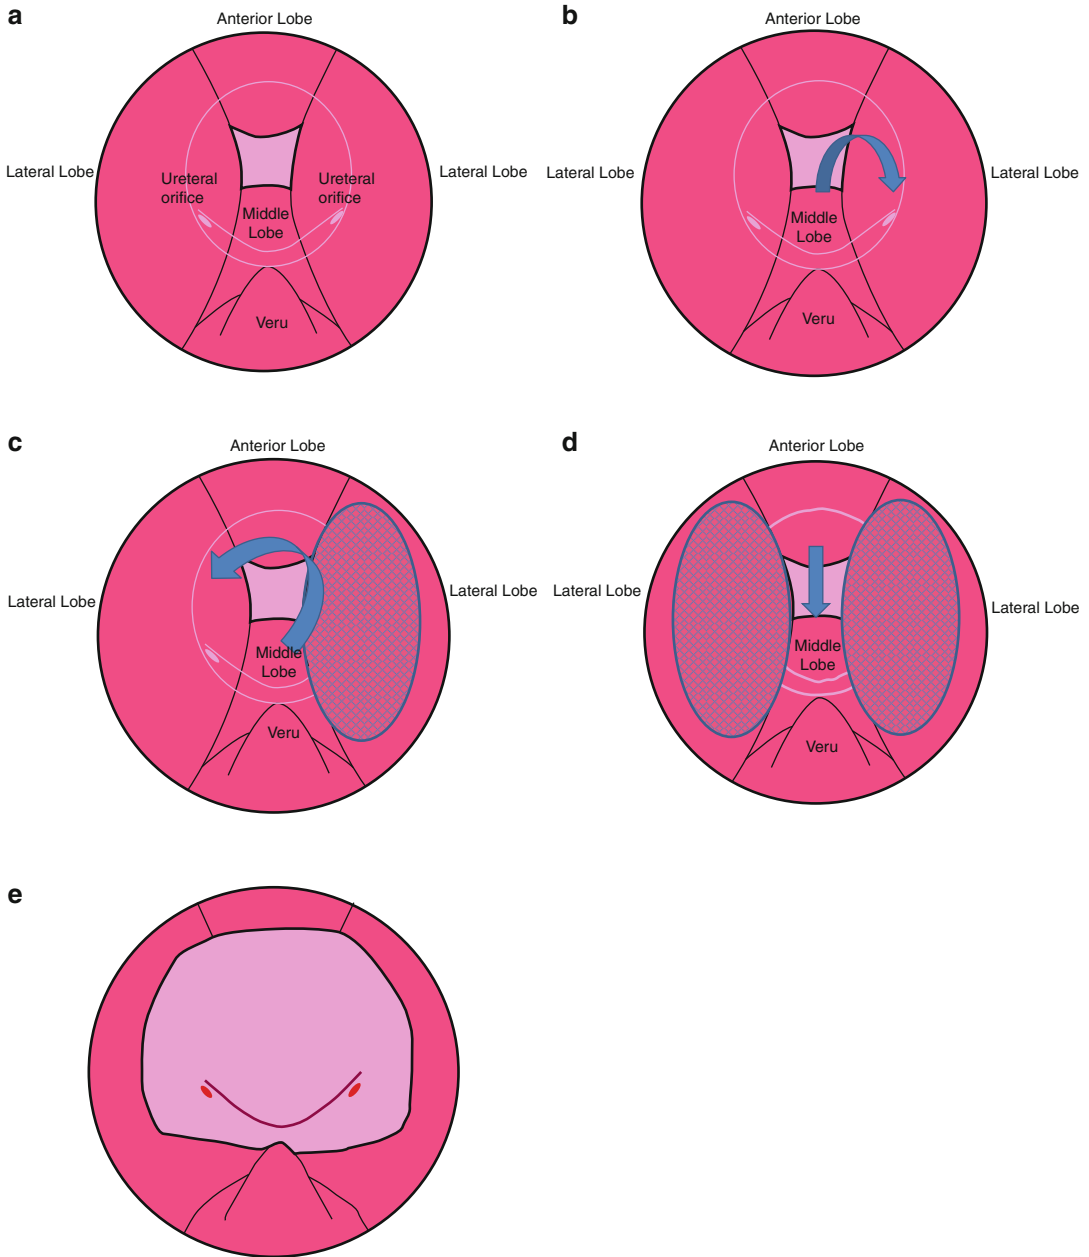 a
Anterior Lobe
Lateral Lobe
Lateral Lobe
Ureteral
orifice
Ureteral
orifice
Middle
Lobe
Veru
b
Anterior Lobe
Lateral Lobe
Lateral Lobe
Middle
Lobe
Veru
c
Anterior Lobe
Lateral Lobe
Lateral Lobe
Middle
Lobe
Veru
d
Anterior Lobe
Lateral Lobe
Lateral Lobe
Middle
Lobe
Veru
e